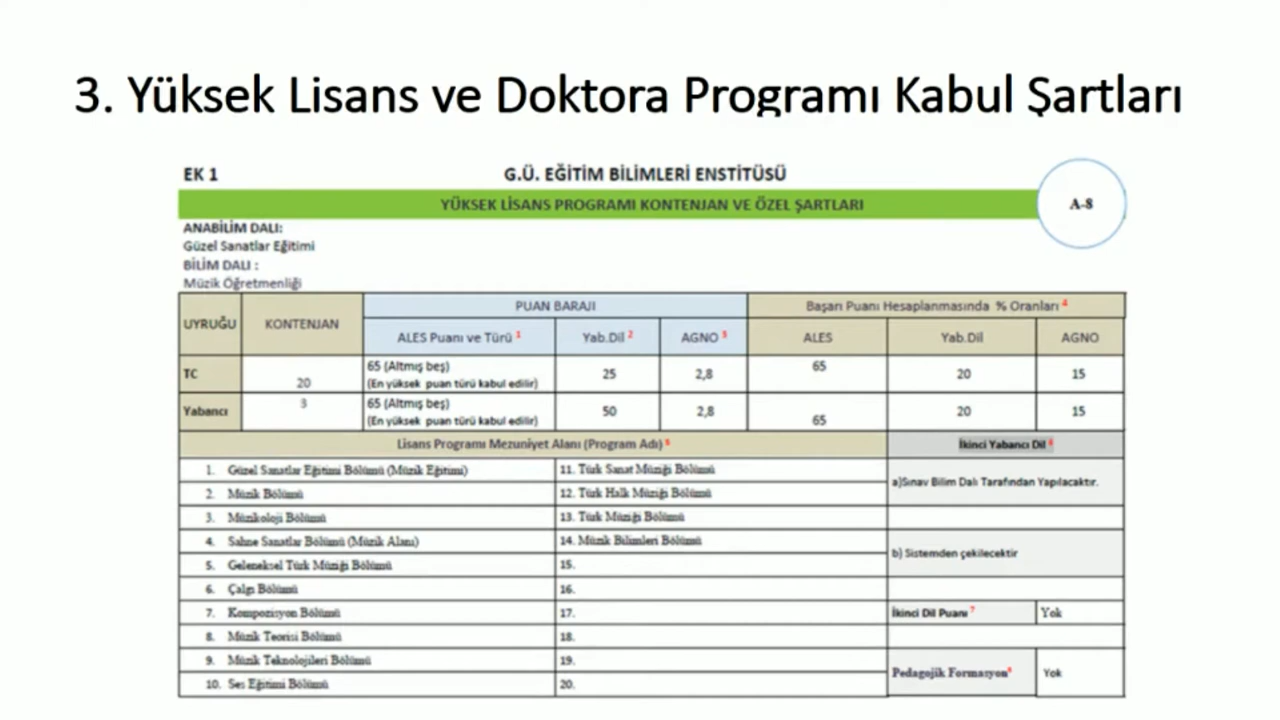 3. Yüksek Lisans ve Doktora Programı Kabul Şartları
EK 1 G.Ü. EĞİTİM BİLİMLERİ ENSTİTÜSÜ
YÜKSEK LİSANS PROGRAMI KONTENJAN VE ÖZEL ŞARTLARI A-8
ANABİLİM DALI:
Güzel Sanatlar Eğitimi
BİLİM DALI :
Müzik Öğretmenliği
UYRUĞU KONTENJAN PUAN BARAJI Başarı Puanı Hesaplanmasında % Oranları 4
ALES Puanı ve Türü 1 Yab.Dil 2 AGNO 3 ALES Yab.Dil AGNO
TC 20 65 (Altmış beş) 25 2,8 65 20 15
(En yüksek puan türü kabul edilir)
Yabancı 3 65 (Altmış beş) 50 2,8 65 20 15
(En yüksek puan türü kabul edilir)
Lisans Programı Mezuniyet Alanı (Program Adı) 5 İkinci Yabancı Dil 6
1. Güzel Sanatlar Eğitimi Bölümü (Müzik Eğitimi) 11. Türk Sanat Müziği Bölümü
a)Sınav Bilim Dalı Tarafından Yapılacaktır.
2. Müzik Bölümü 12. Türk Halk Müziği Bölümü
3. Müzikoloji Bölümü 13. Türk Müziği Bölümü
4. Sahne Sanatlar Bölümü (Müzik Alanı) 14. Müzik Bilimleri Bölümü
b) Sistemden çekilecektir
5. Geleneksel Türk Müziği Bölümü 15.
6. Çalgı Bölümü 16.
7. Kompozisyon Bölümü 17. İkinci Dil Puanı 7 Yok
8. Müzik Teorisi Bölümü 18.
9. Müzik Teknolojileri Bölümü 19.
Pedagojik Formasyon Yok
10. Ses Eğitimi Bölümü 20.